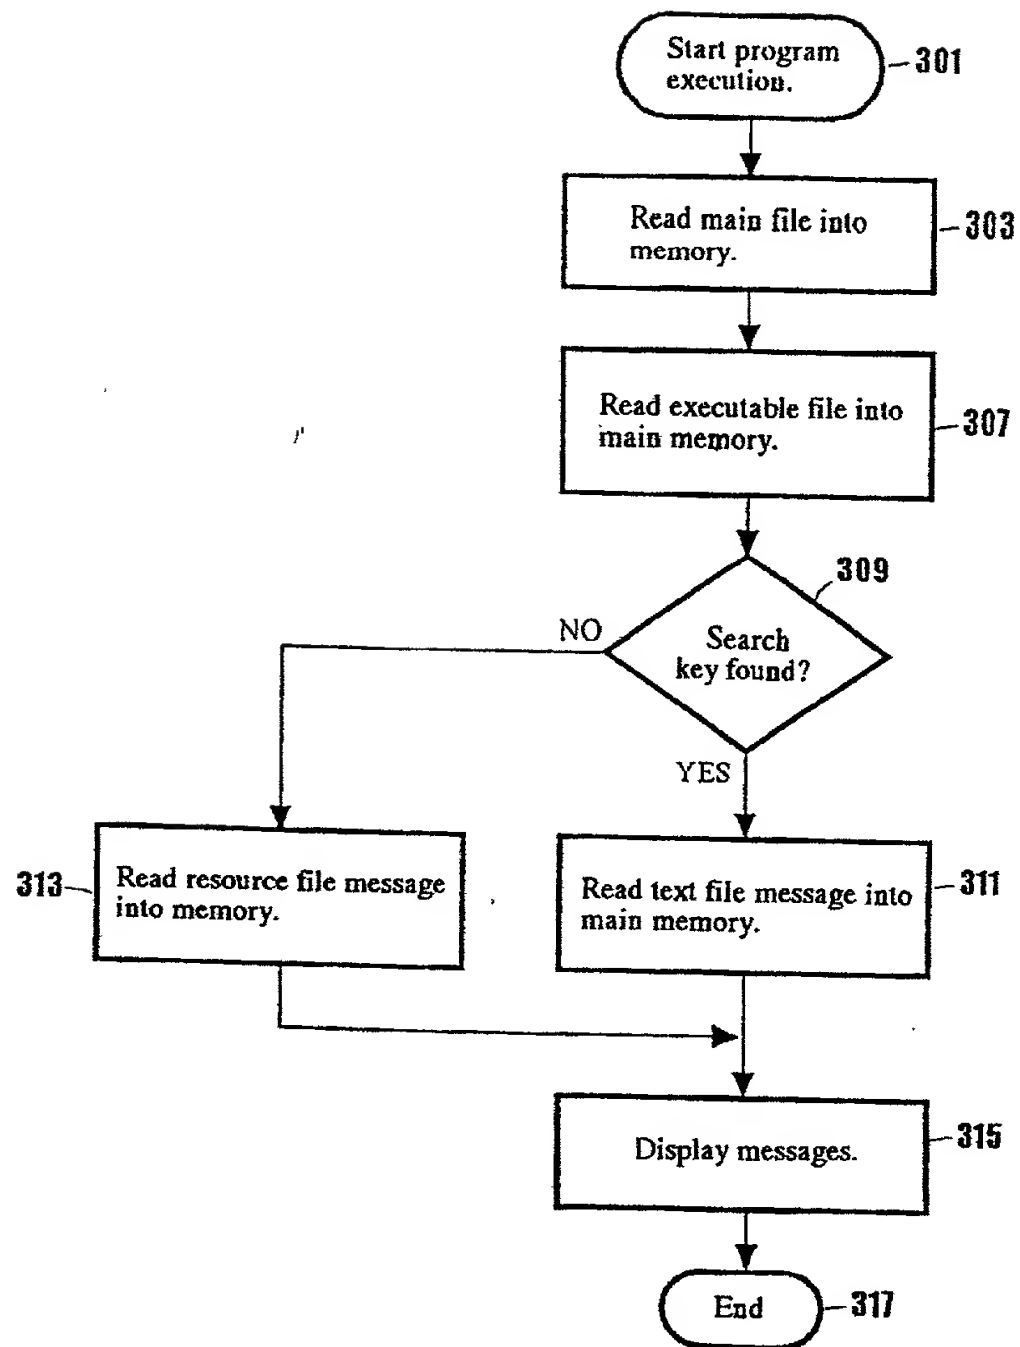 Start program
execution.
301
Read main file into
memory.
303
Read executable file into
main memory.
307
309
Search
key found?
NO
YES
313
Read resource file message
into memory.
Read text file message into
main memory.
311
Display messages.
315
End
317